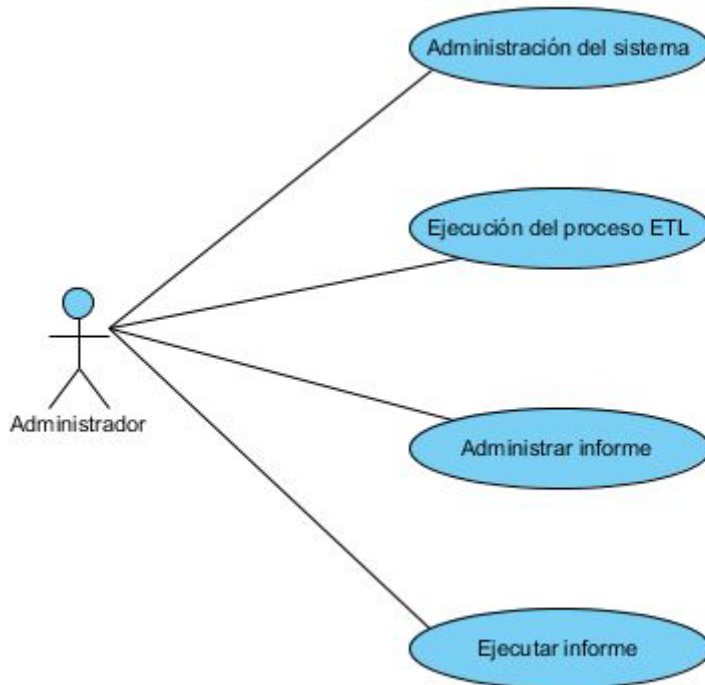 Administración del sistema
Ejecución del proceso ETL
Administrador
Administrar informe
Ejecutar informe